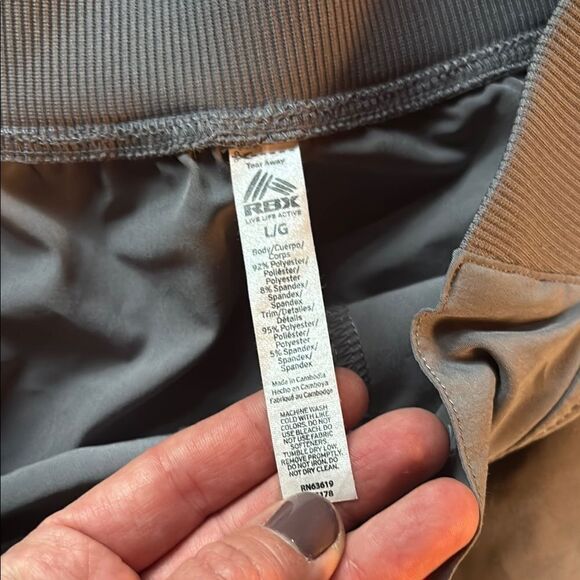 Tear Away
RBX
LIVE LIFE ACTIVE
L/G
Body/Cuerpo/
Corps
92% Polyester/
Poliéster/
Polyester
8% Spandex/
Spandex/
Spandex
Trim/Detalles/
Détails
95% Polyester/
Poliéster/
Polyester
5% Spandex/
Spandex/
Spandex
Made in Cambodia
Hecho en Camboya
Fabriqué au Cambodge
MACHINE WASH
COLD WITH LIKE
COLORS. DO NOT
USE BLEACH. DO
NOT USE FABRIC
SOFTENERS.
TUMBLE DRY LOW,
REMOVE PROMPTLY.
DO NOT IRON. DO
NOT DRY CLEAN.
RN63619